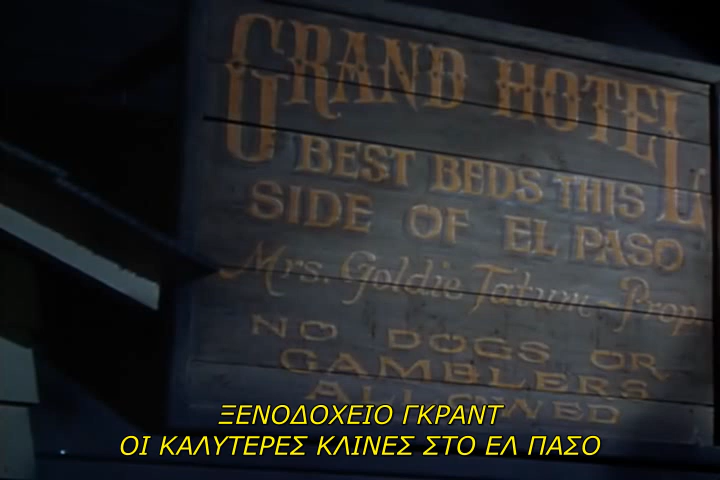 GRAND HOTEL
BEST BEDS THIS
SIDE OF EL PASO
Mrs. Goldie Tatum - Prop.
NO DOGS OR
GAMBLERS
ALLOWED
ΞΕΝΟΔΟΧΕΙΟ ΓΚΡΑΝΤ
ΟΙ ΚΑΛΥΤΕΡΕΣ ΚΛΙΝΕΣ ΣΤΟ ΕΛ ΠΑΣΟ